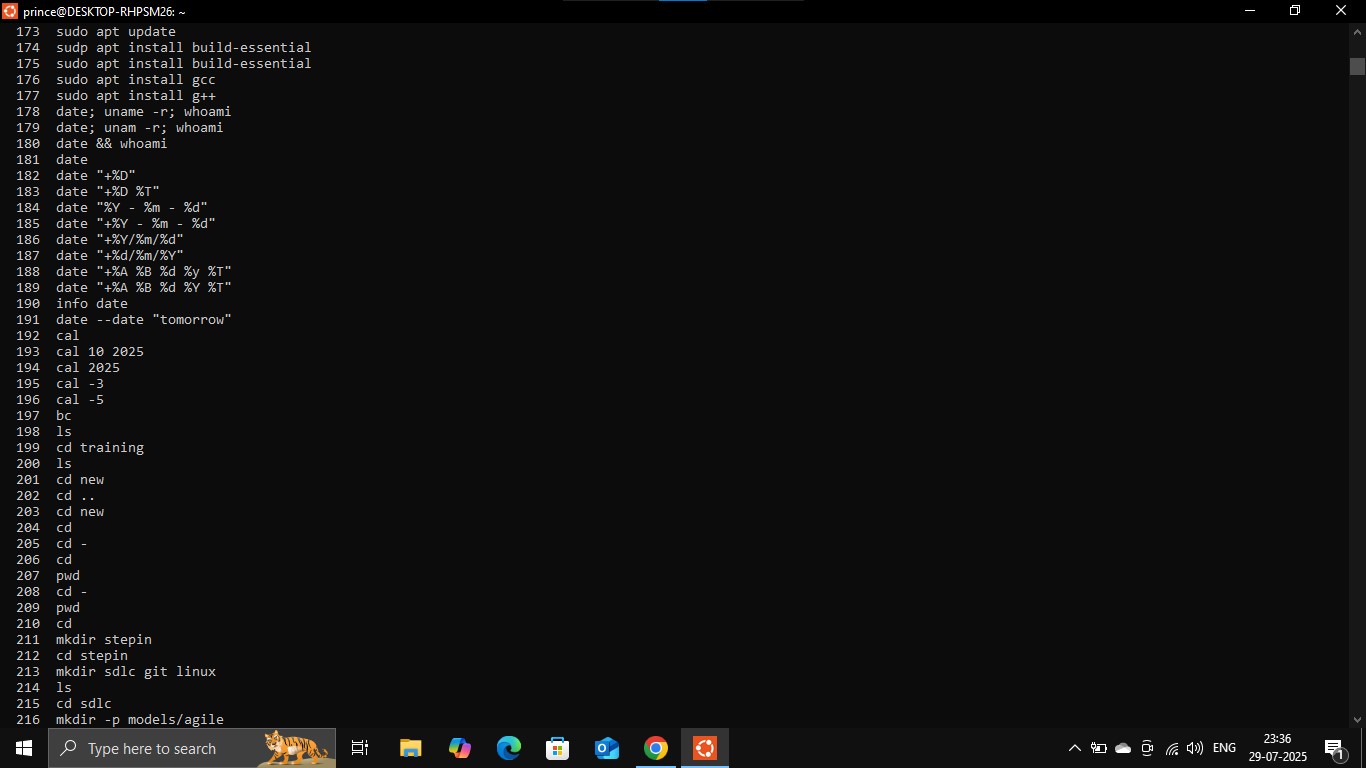 prince@DESKTOP-RHPSM26: ~
173 sudo apt update
174 sudp apt install build-essential
175 sudo apt install build-essential
176 sudo apt install gcc
177 sudo apt install g++
178 date; uname -r; whoami
179 date; unam -r; whoami
180 date && whoami
181 date
182 date "+%D"
183 date "+%D %T"
184 date "%Y - %m - %d"
185 date "+%Y - %m - %d"
186 date "+%Y/%m/%d"
187 date "+%d/%m/%Y"
188 date "+%A %B %d %y %T"
189 date "+%A %B %d %Y %T"
190 info date
191 date --date "tomorrow"
192 cal
193 cal 10 2025
194 cal 2025
195 cal -3
196 cal -5
197 bc
198 ls
199 cd training
200 ls
201 cd new
202 cd ..
203 cd new
204 cd
205 cd -
206 cd
207 pwd
208 cd -
209 pwd
210 cd
211 mkdir stepin
212 cd stepin
213 mkdir sdlc git linux
214 ls
215 cd sdlc
216 mkdir -p models/agile
Type here to search
ENG
23:36
29-07-2025
1